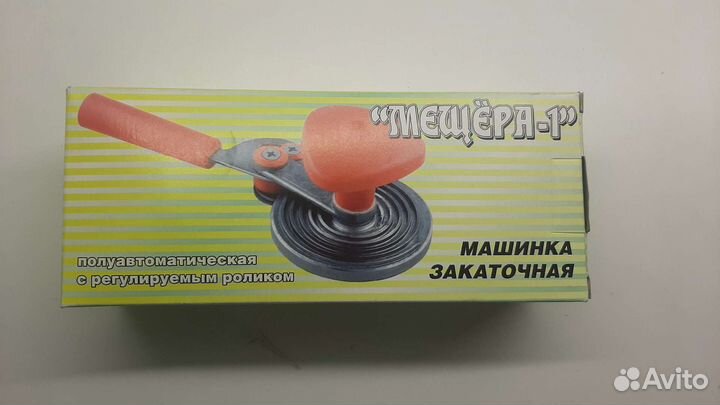 "МЕЩЁРА-1"
полуавтоматическая
с регулируемым роликом
МАШИНКА
ЗАКАТОЧНАЯ
Avito